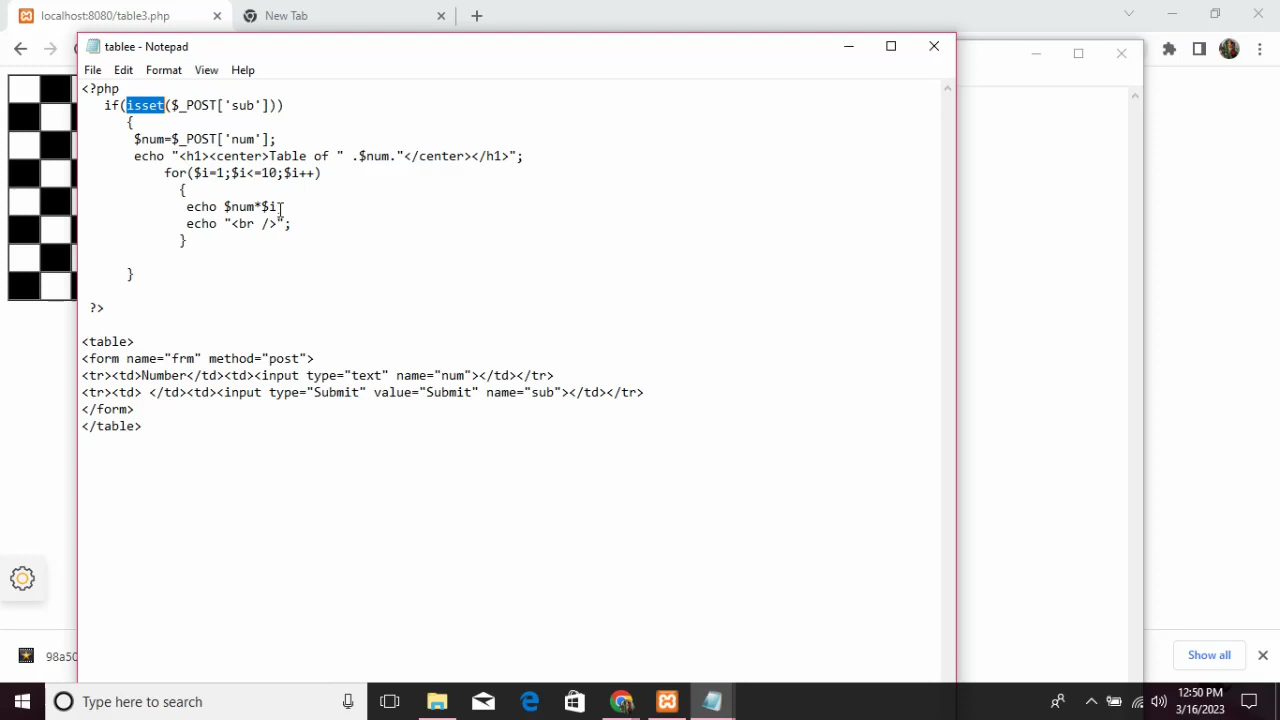 localhost:8080/table3.php
New Tab
tablee - Notepad
File Edit Format View Help
<?php
if(isset($_POST['sub']))
{
$num=$_POST['num'];
echo "<h1><center>Table of " .$num."</center></h1>";
for($i=1;$i<=10;$i++)
{
echo $num*$i
echo "<br />";
}
}
?>
<table>
<form name="frm" method="post">
<tr><td>Number</td><td><input type="text" name="num"></td></tr>
<tr><td> </td><td><input type="Submit" value="Submit" name="sub"></td></tr>
</form>
</table>
98a50
Show all
Type here to search
12:50 PM
3/16/2023